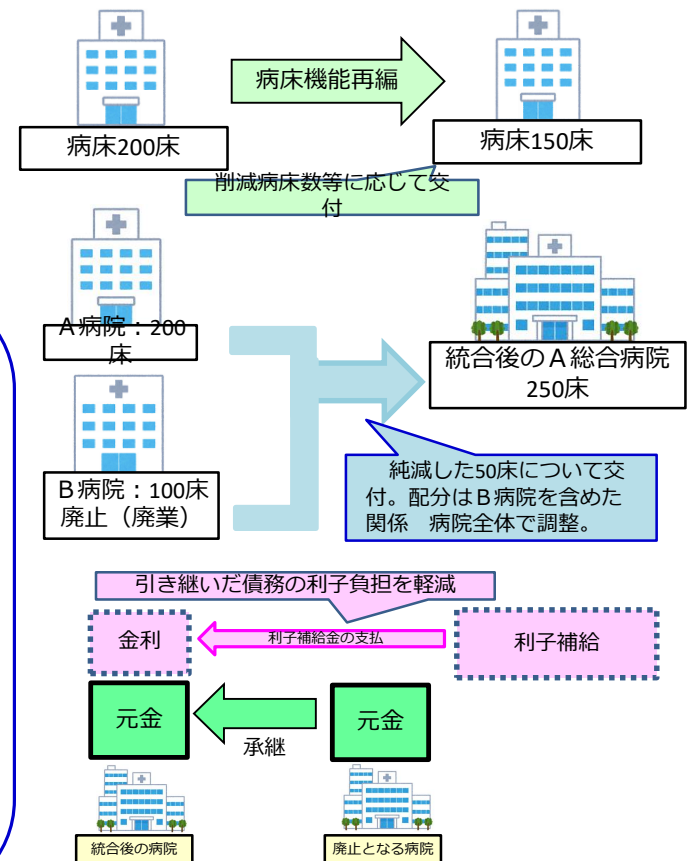 病床機能再編
病床200床
病床150床
削減病床数等に応じて交
付
A病院:200
床
統合後のA総合病院
250床
B病院:100床
廃止(廃業)
純減した50床について交
付。配分はB病院を含めた
関係 病院全体で調整。
引き継いだ債務の利子負担を軽減
金利
利子補給金の支払
利子補給
元金
承継
元金
統合後の病院
廃止となる病院